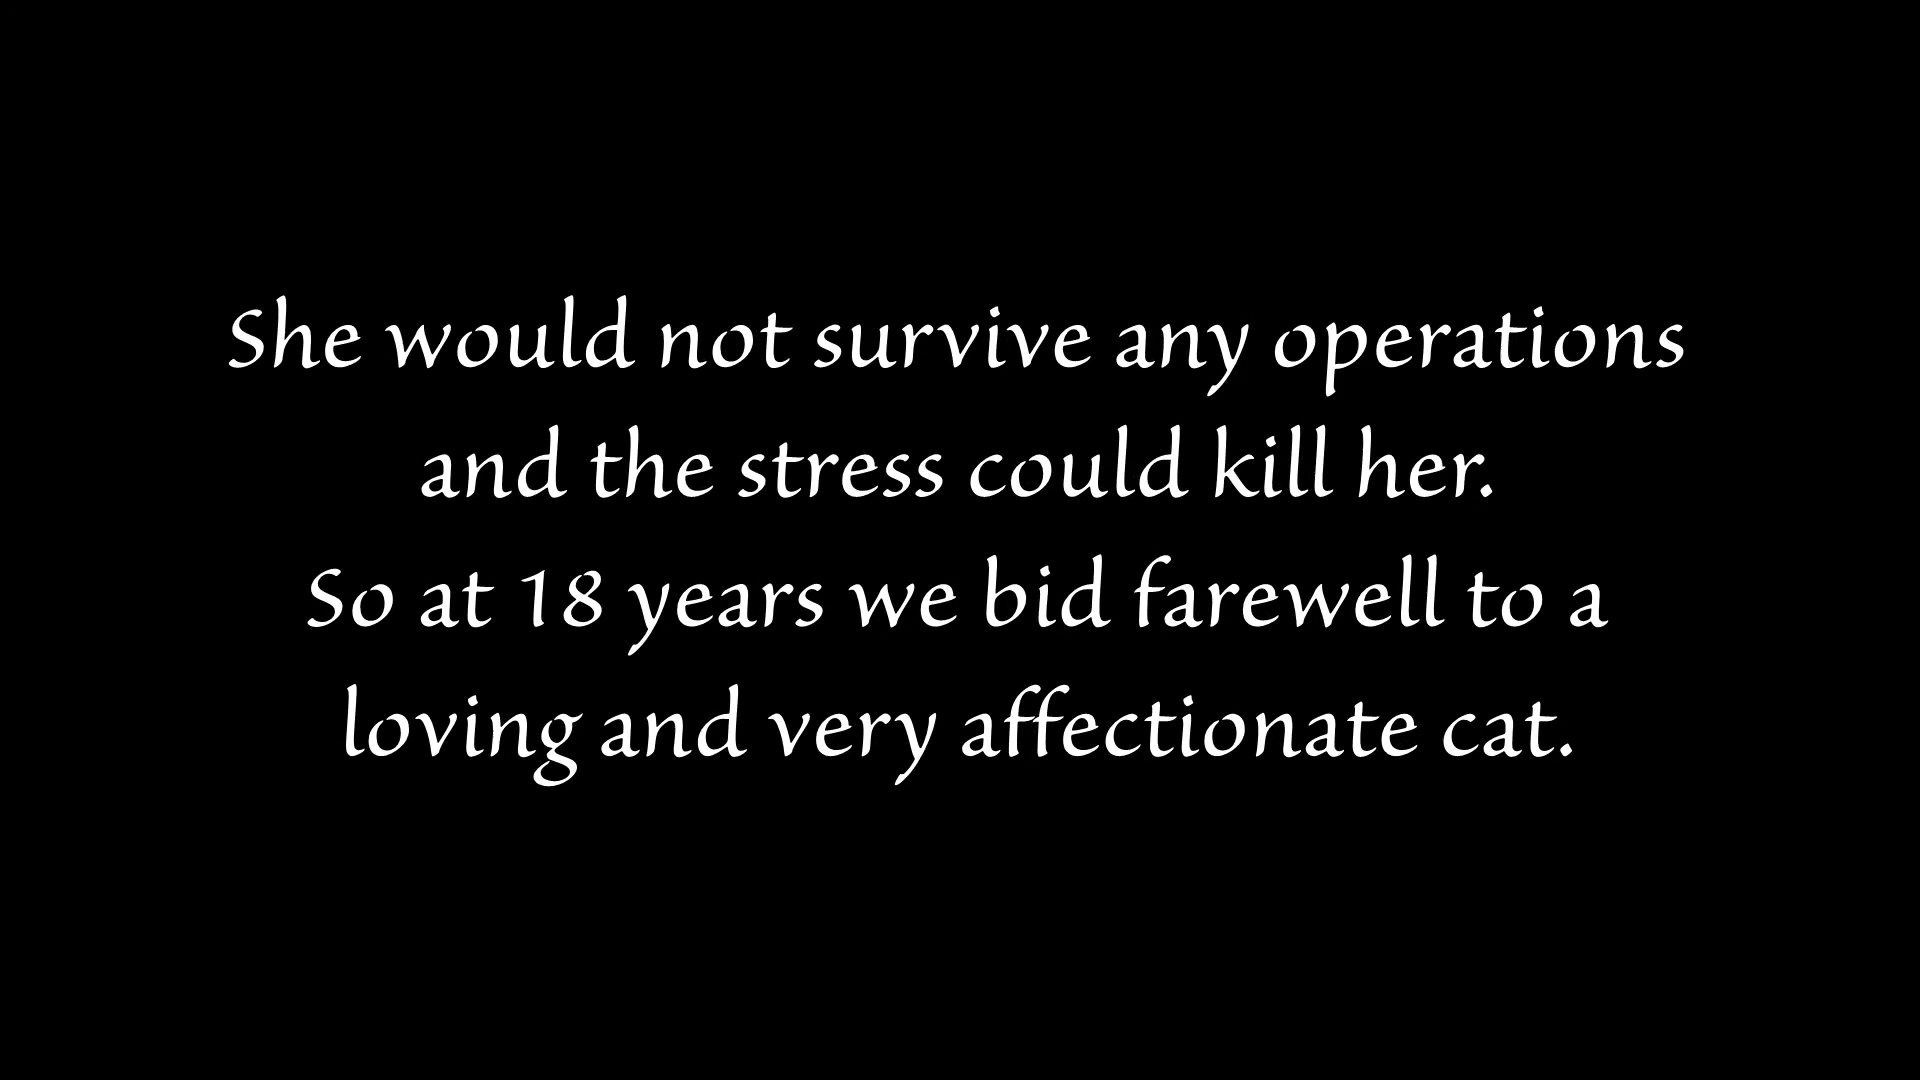 She would not survive any operations
and the stress could kill her.
So at 18 years we bid farewell to a
loving and very affectionate cat.